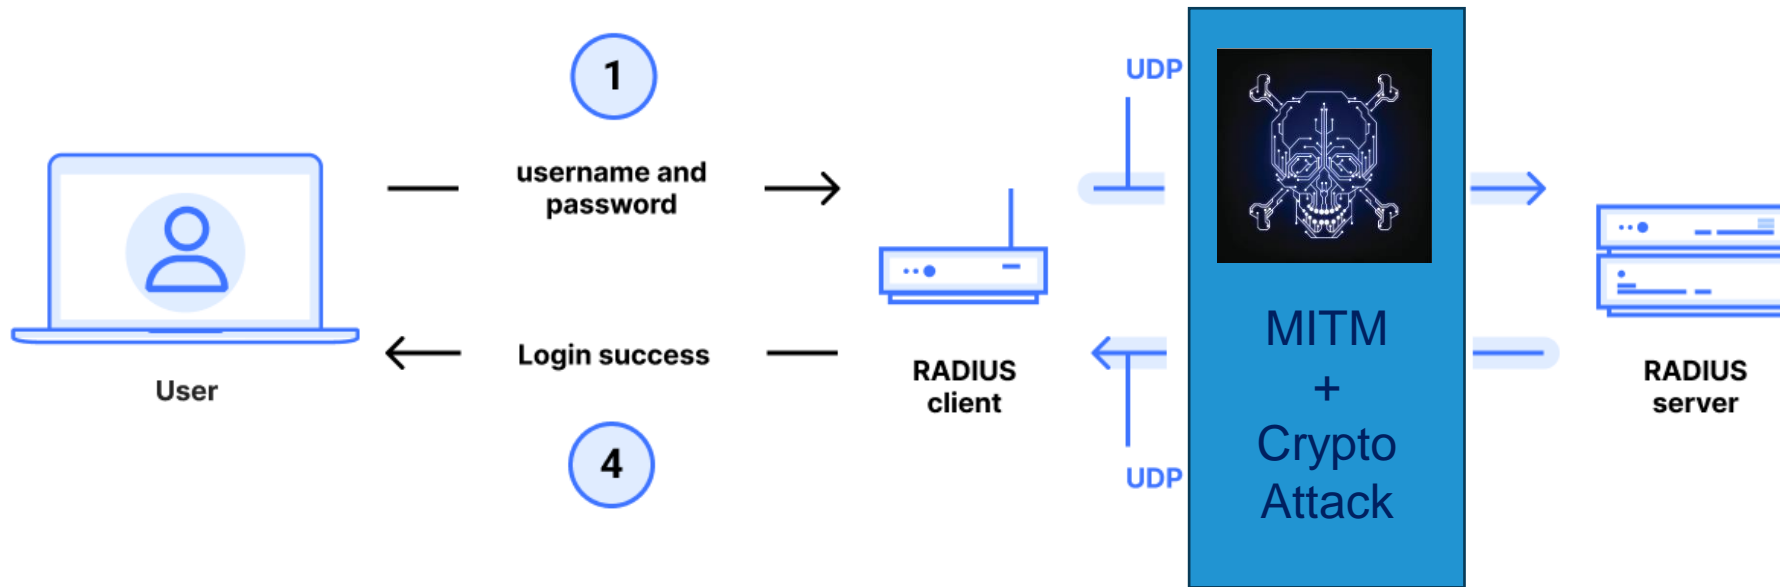 1
username and
password
User
Login success
4
RADIUS
client
UDP
UDP
MITM
+
Crypto
Attack
RADIUS
server